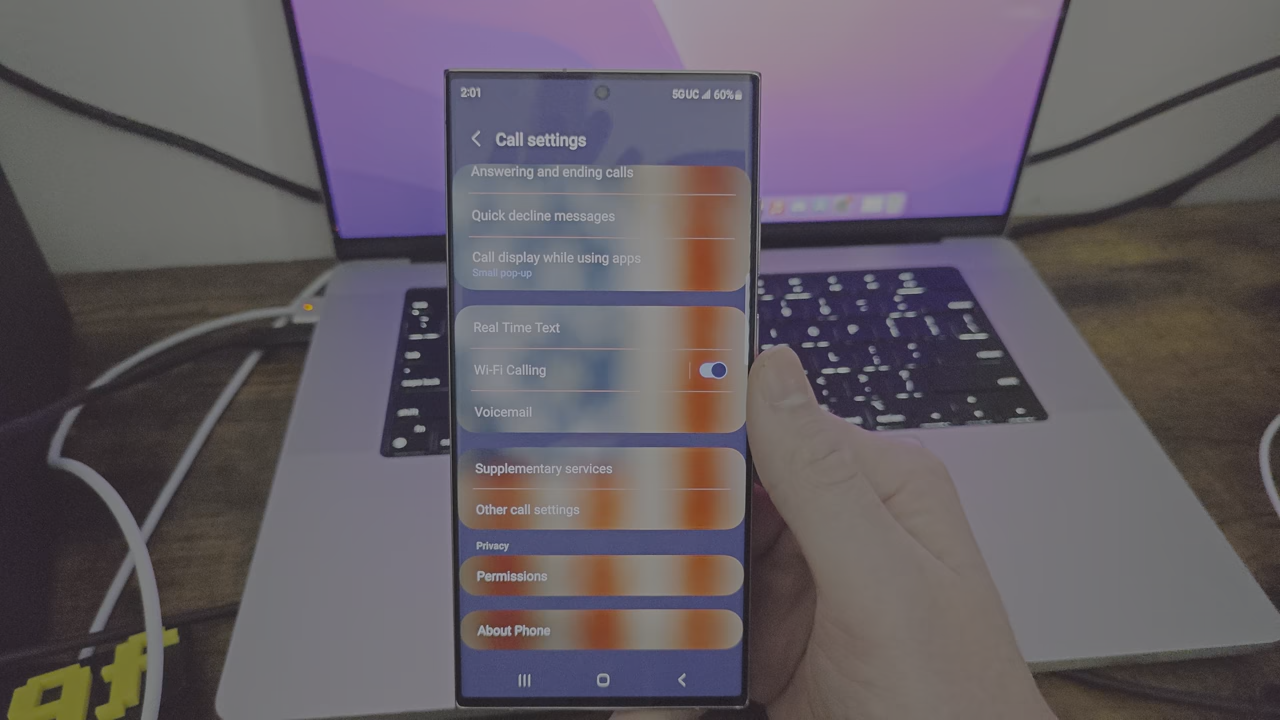 2:01
5G UC 60%
Call settings
Answering and ending calls
Quick decline messages
Call display while using apps
Small pop-up
Real Time Text
Wi-Fi Calling
Voicemail
Supplementary services
Other call settings
Privacy
Permissions
About Phone
gf